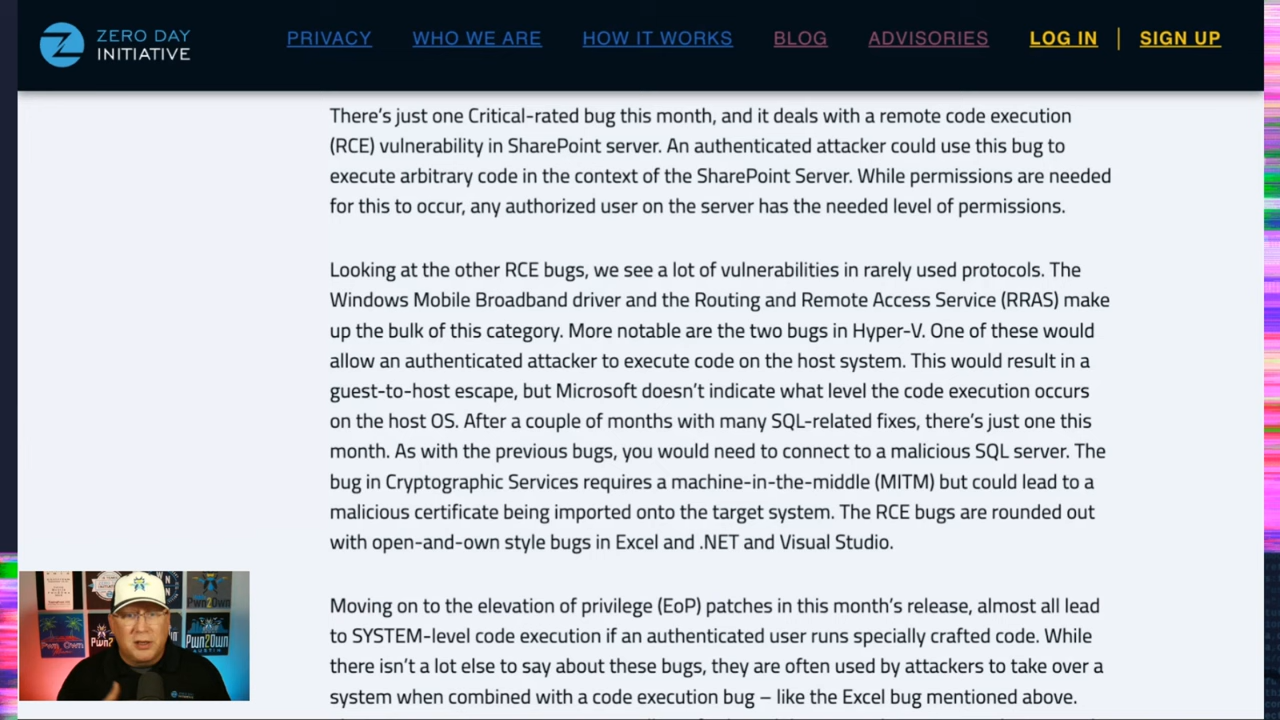 ZERO DAY
INITIATIVE
PRIVACY WHO WE ARE HOW IT WORKS BLOG ADVISORIES LOG IN | SIGN UP
There’s just one Critical-rated bug this month, and it deals with a remote code execution
(RCE) vulnerability in SharePoint server. An authenticated attacker could use this bug to
execute arbitrary code in the context of the SharePoint Server. While permissions are needed
for this to occur, any authorized user on the server has the needed level of permissions.
Looking at the other RCE bugs, we see a lot of vulnerabilities in rarely used protocols. The
Windows Mobile Broadband driver and the Routing and Remote Access Service (RRAS) make
up the bulk of this category. More notable are the two bugs in Hyper-V. One of these would
allow an authenticated attacker to execute code on the host system. This would result in a
guest-to-host escape, but Microsoft doesn’t indicate what level the code execution occurs
on the host OS. After a couple of months with many SQL-related fixes, there’s just one this
month. As with the previous bugs, you would need to connect to a malicious SQL server. The
bug in Cryptographic Services requires a machine-in-the-middle (MITM) but could lead to a
malicious certificate being imported onto the target system. The RCE bugs are rounded out
with open-and-own style bugs in Excel and .NET and Visual Studio.
Moving on to the elevation of privilege (EoP) patches in this month’s release, almost all lead
to SYSTEM-level code execution if an authenticated user runs specially crafted code. While
there isn’t a lot else to say about these bugs, they are often used by attackers to take over a
system when combined with a code execution bug – like the Excel bug mentioned above.
Pwn2Own
Pwn_Own
Pwn2Own